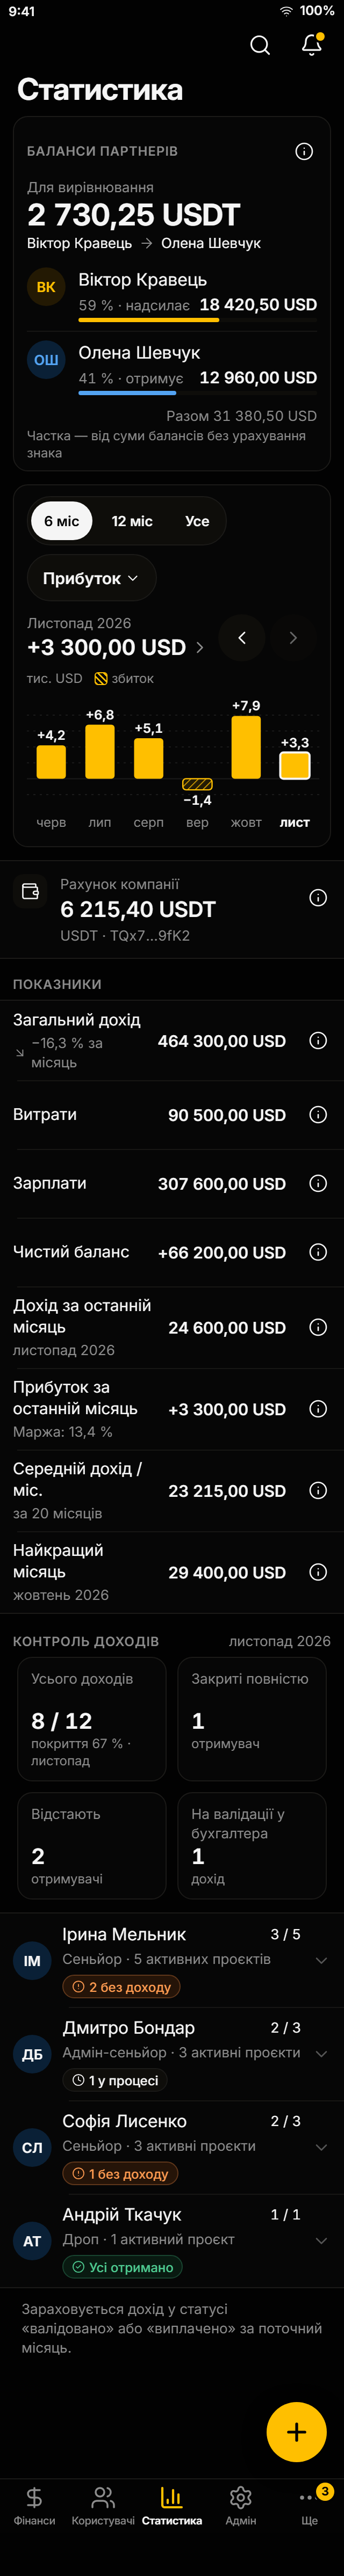 9:41
100%
Статистика
БАЛАНСИ ПАРТНЕРІВ
Для вирівнювання
2 730,25 USDT
Віктор Кравець → Олена Шевчук
ВК
Віктор Кравець
59 % · надсилає 18 420,50 USD
ОШ
Олена Шевчук
41 % · отримує 12 960,00 USD
Разом 31 380,50 USD
Частка — від суми балансів без урахування
знака
6 міс 12 міс Усе
Прибуток
Листопад 2026
+3 300,00 USD
тис. USD збиток
+4,2 +6,8 +5,1 −1,4 +7,9 +3,3
черв лип серп вер жовт лист
Рахунок компанії
6 215,40 USDT
USDT · TQx7…9fK2
ПОКАЗНИКИ
Загальний дохід
−16,3 % за
місяць
464 300,00 USD
Витрати 90 500,00 USD
Зарплати 307 600,00 USD
Чистий баланс +66 200,00 USD
Дохід за останній
місяць
24 600,00 USD
листопад 2026
Прибуток за
останній місяць
+3 300,00 USD
Маржа: 13,4 %
Середній дохід /
міс.
23 215,00 USD
за 20 місяців
Найкращий
місяць
29 400,00 USD
жовтень 2026
КОНТРОЛЬ ДОХОДІВ листопад 2026
Усього доходів
8 / 12
покриття 67 % ·
листопад
Закриті повністю
1
отримувач
Відстають
2
отримувачі
На валідації у
бухгалтера
1
дохід
ІМ
Ірина Мельник 3 / 5
Сеньйор · 5 активних проєктів
2 без доходу
ДБ
Дмитро Бондар 2 / 3
Адмін-сеньйор · 3 активні проєкти
1 у процесі
СЛ
Софія Лисенко 2 / 3
Сеньйор · 3 активні проєкти
1 без доходу
АТ
Андрій Ткачук 1 / 1
Дроп · 1 активний проєкт
Усі отримано
Зараховується дохід у статусі
«валідовано» або «виплачено» за поточний
місяць.
3
Фінанси Користувачі Статистика Адмін Ще